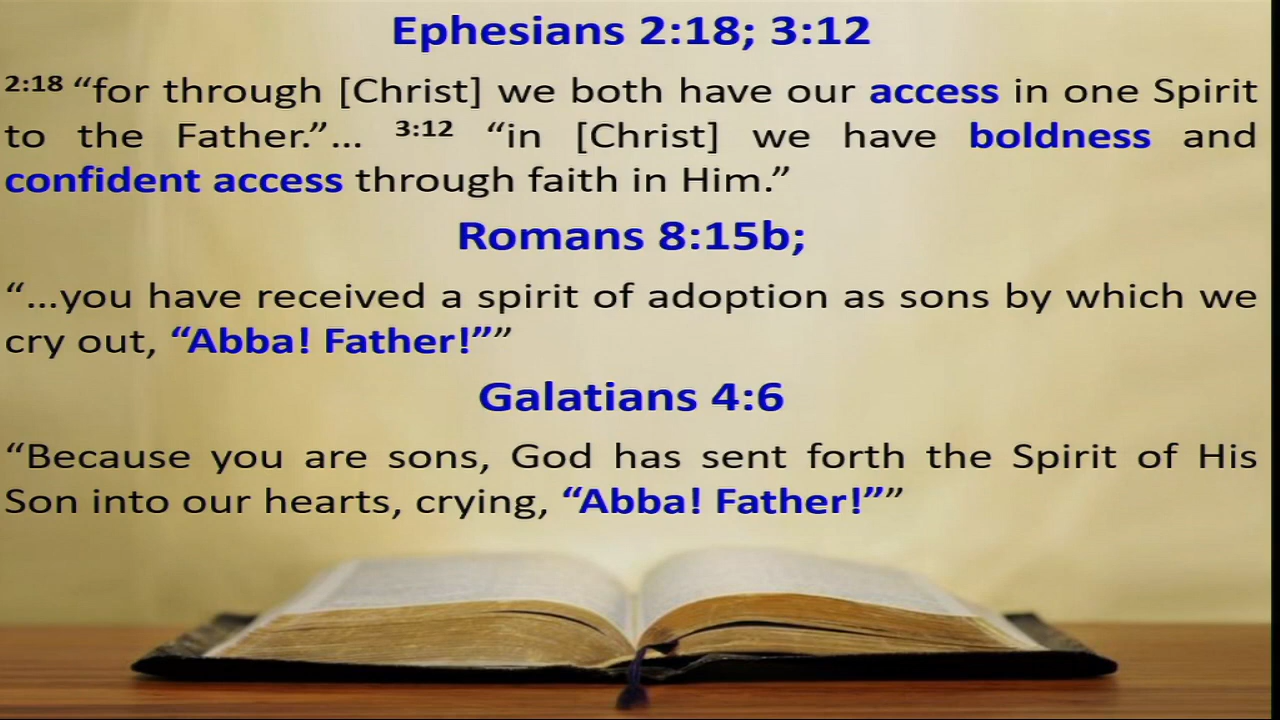 Ephesians 2:18; 3:12
2:18 “for through [Christ] we both have our access in one Spirit
to the Father.”... 3:12 “in [Christ] we have boldness and
confident access through faith in Him.”
Romans 8:15b;
“...you have received a spirit of adoption as sons by which we
cry out, “Abba! Father!””
Galatians 4:6
“Because you are sons, God has sent forth the Spirit of His
Son into our hearts, crying, “Abba! Father!””